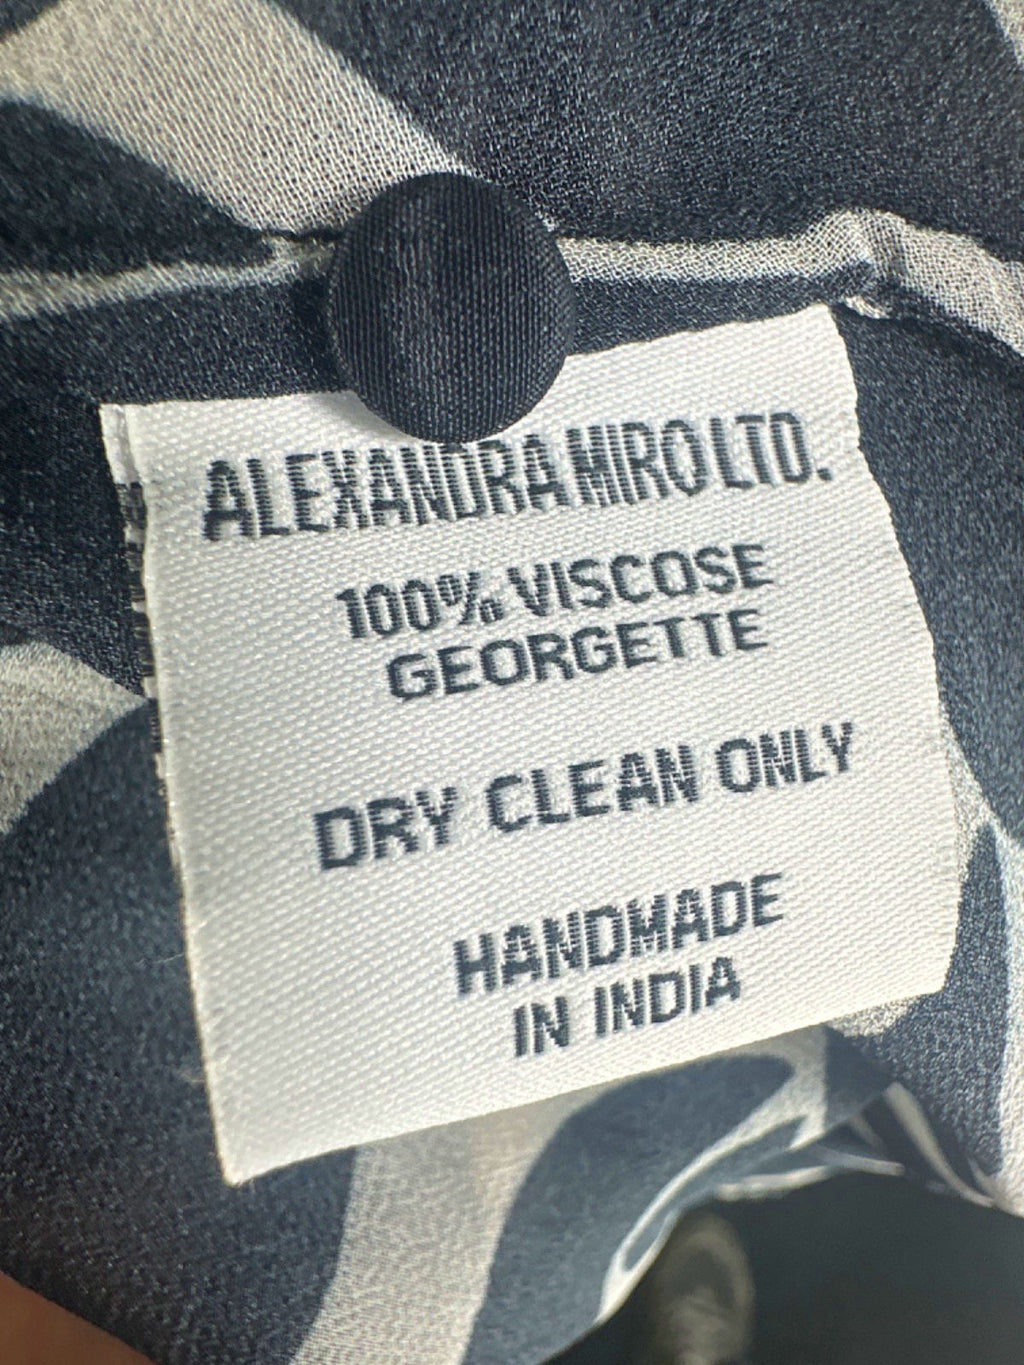 ALEXANDRA MIRO LTD.
100% VISCOSE
GEORGETTE
DRY CLEAN ONLY
HANDMADE
IN INDIA